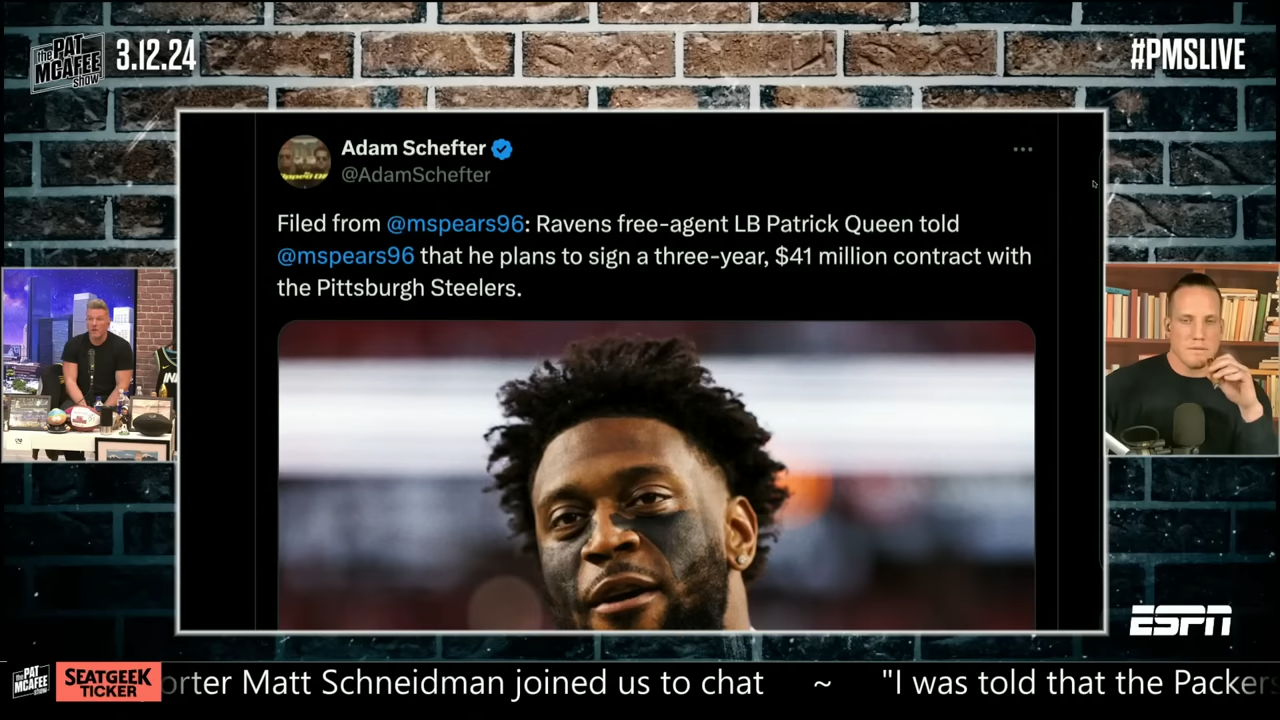 the PAT MCAFEE show
3.12.24
#PMSLIVE
Adam Schefter
@AdamSchefter
Filed from @mspears96: Ravens free-agent LB Patrick Queen told
@mspears96 that he plans to sign a three-year, $41 million contract with
the Pittsburgh Steelers.
ESPN
the PAT MCAFEE show
SEATGEEK
TICKER
orter Matt Schneidman joined us to chat ~ "I was told that the Packers